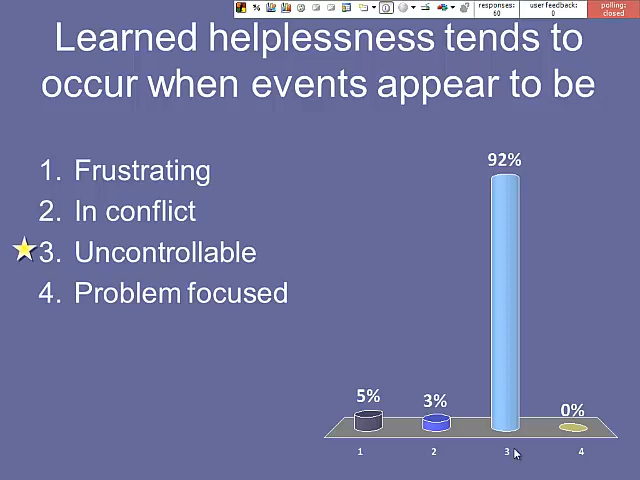 responses:
60
user feedback:
0
polling:
closed
%
Learned helplessness tends to
occur when events appear to be
1. Frustrating
2. In conflict
3. Uncontrollable
4. Problem focused
92%
5%
3%
0%
1 2 3 4